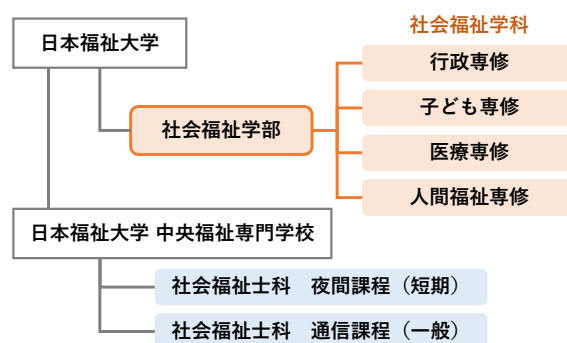 社会福祉学科
日本福祉大学
行政専修
子ども専修
社会福祉学部
医療専修
人間福祉専修
日本福祉大学 中央福祉専門学校
社会福祉士科　夜間課程（短期）
社会福祉士科　通信課程（一般）